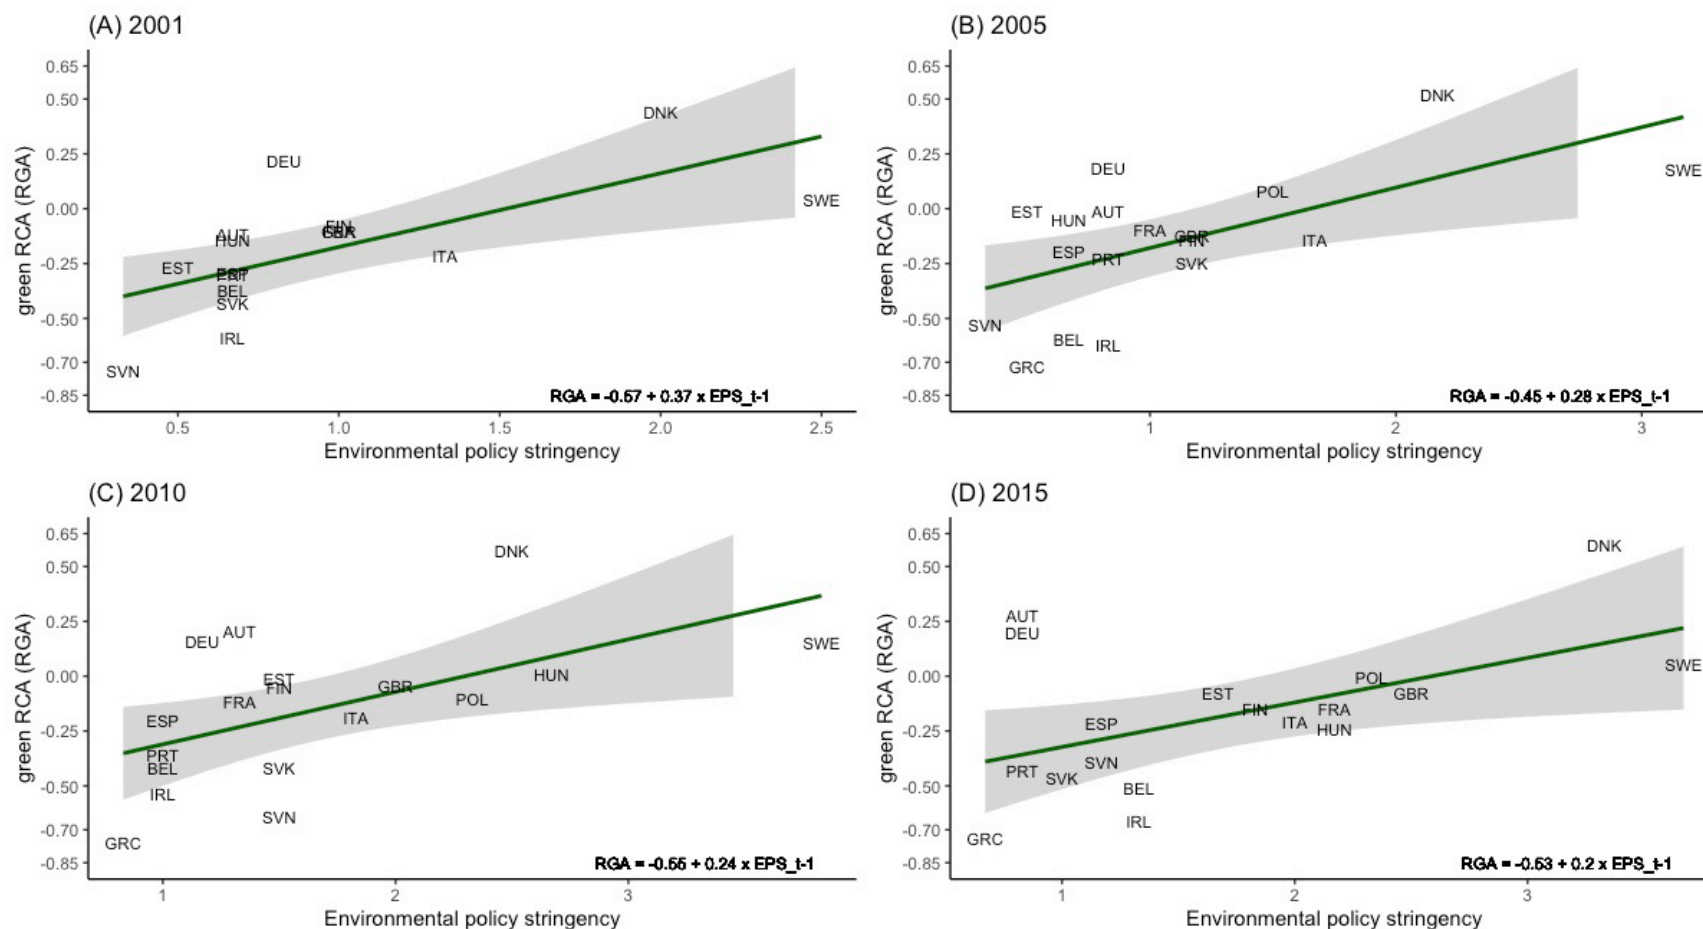 (A) 2001
0.65
0.50
0.25
0.00
-0.25
-0.50
-0.70
-0.85
green RCA (RGA)
DNK
DEU
SWE
FIN
GBR
AUT
HUN
ITA
EST
ESP
BEL
SVK
IRL
SVN
RGA = -0.57 + 0.37 x EPS_t-1
0.5 1.0 1.5 2.0 2.5
Environmental policy stringency
(B) 2005
0.65
0.50
0.25
0.00
-0.25
-0.50
-0.70
-0.85
green RCA (RGA)
DNK
DEU
SWE
POL
EST
AUT
HUN
FRA
GBR
FIN
ITA
ESP
PRT
SVK
SVN
BEL
IRL
GRC
RGA = -0.45 + 0.28 x EPS_t-1
1 2 3
Environmental policy stringency
(C) 2010
0.65
0.50
0.25
0.00
-0.25
-0.50
-0.70
-0.85
green RCA (RGA)
DNK
AUT
DEU
SWE
HUN
EST
FIN
GBR
POL
FRA
ITA
ESP
PRT
BEL
SVK
IRL
SVN
GRC
RGA = -0.55 + 0.24 x EPS_t-1
1 2 3
Environmental policy stringency
(D) 2015
0.65
0.50
0.25
0.00
-0.25
-0.50
-0.70
-0.85
green RCA (RGA)
DNK
AUT
DEU
SWE
POL
EST
GBR
FIN
FRA
ITA
ESP
HUN
SVN
PRT
SVK
BEL
IRL
GRC
RGA = -0.53 + 0.2 x EPS_t-1
1 2 3
Environmental policy stringency